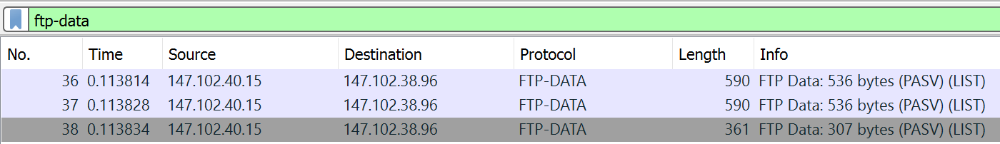 ftp-data
No. Time Source Destination Protocol Length Info
36 0.113814 147.102.40.15 147.102.38.96 FTP-DATA 590 FTP Data: 536 bytes (PASV) (LIST)
37 0.113828 147.102.40.15 147.102.38.96 FTP-DATA 590 FTP Data: 536 bytes (PASV) (LIST)
38 0.113834 147.102.40.15 147.102.38.96 FTP-DATA 361 FTP Data: 307 bytes (PASV) (LIST)